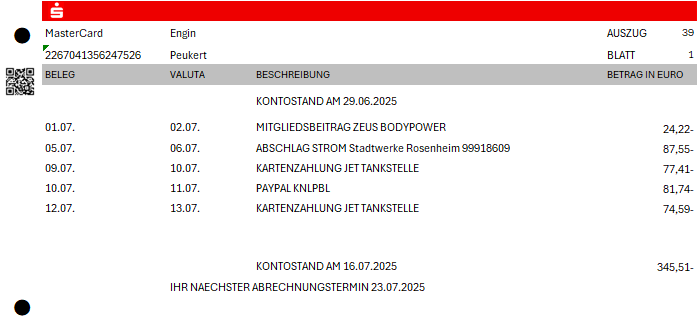 MasterCard Engin AUSZUG 39
2267041356247526 Peukert BLATT 1
BELEG VALUTA BESCHREIBUNG BETRAG IN EURO
KONTOSTAND AM 29.06.2025
01.07. 02.07. MITGLIEDSBEITRAG ZEUS BODYPOWER 24,22-
05.07. 06.07. ABSCHLAG STROM Stadtwerke Rosenheim 99918609 87,55-
09.07. 10.07. KARTENZAHLUNG JET TANKSTELLE 77,41-
10.07. 11.07. PAYPAL KNLPBL 81,74-
12.07. 13.07. KARTENZAHLUNG JET TANKSTELLE 74,59-
KONTOSTAND AM 16.07.2025 345,51-
IHR NAECHSTER ABRECHNUNGSTERMIN 23.07.2025